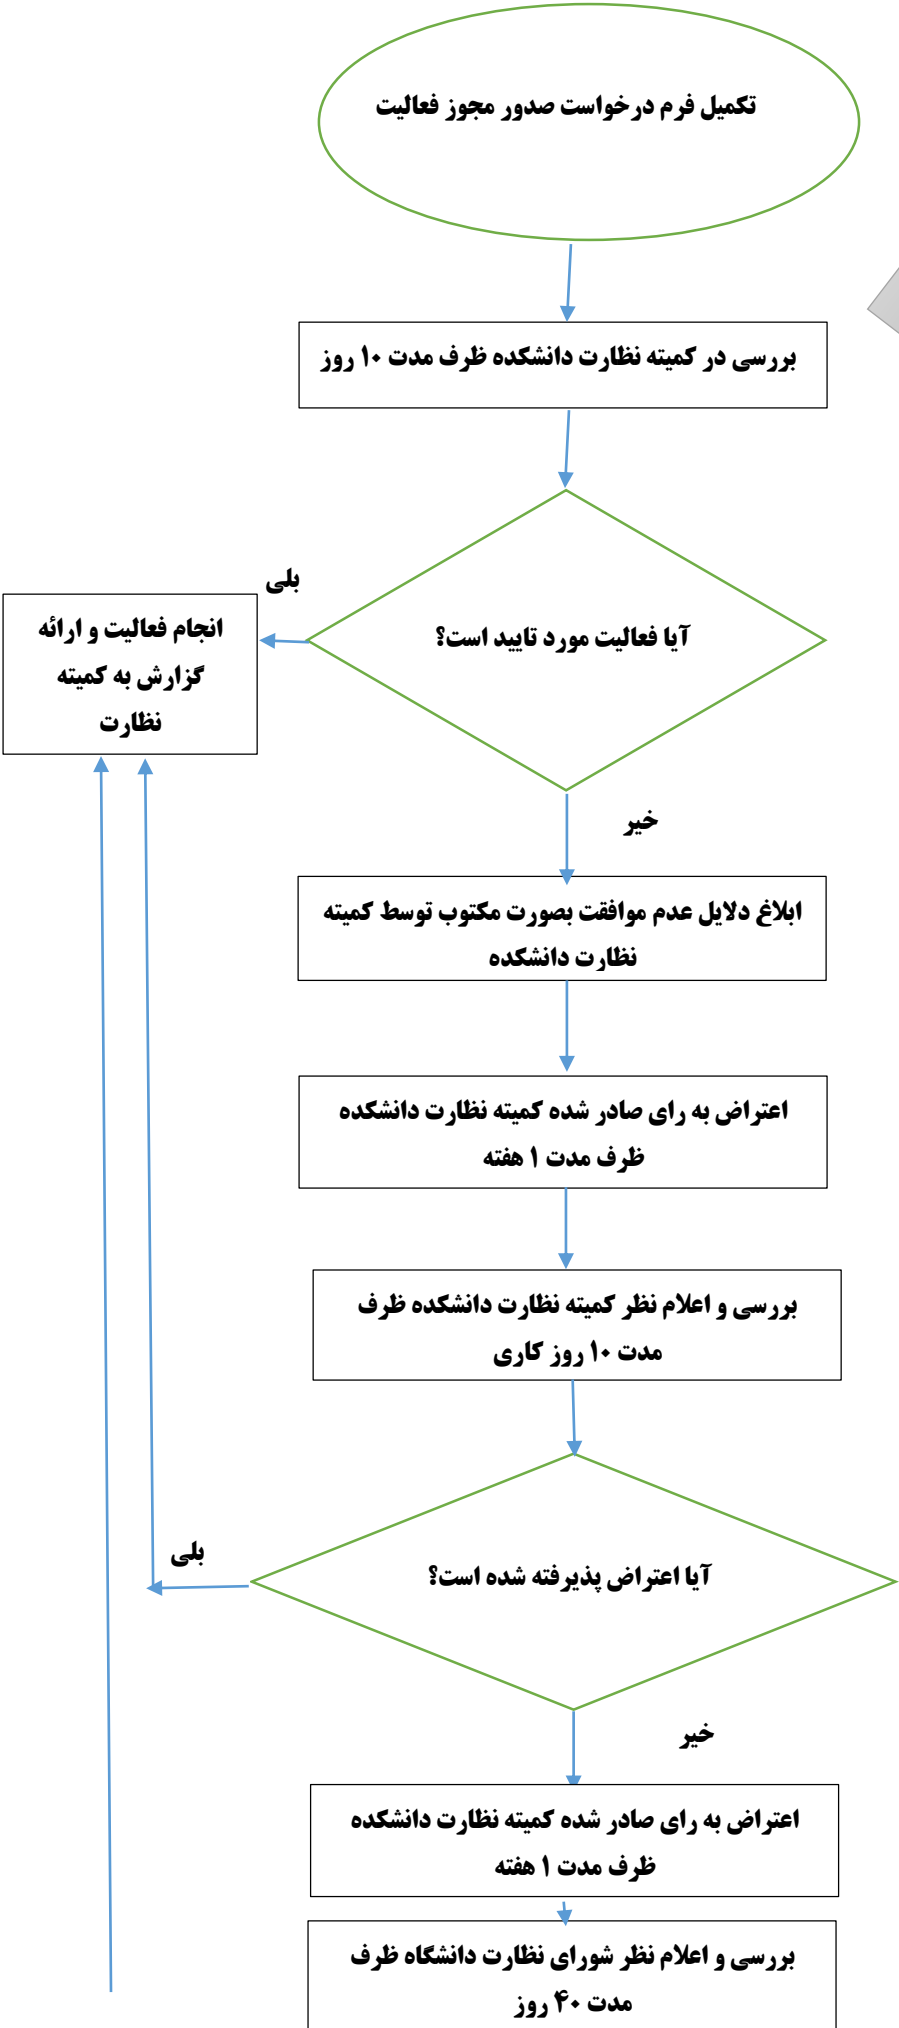 تکمیل فرم درخواست صدور مجوز فعالیت
بررسی در کمیته نظارت دانشکده ظرف مدت ۱۰ روز
آیا فعالیت مورد تایید است؟
بلی
انجام فعالیت و ارائه
گزارش به کمیته
نظارت
خیر
ابلاغ دلایل عدم موافقت بصورت مکتوب توسط کمیته
نظارت دانشکده
اعتراض به رای صادر شده کمیته نظارت دانشکده
ظرف مدت ۱ هفته
بررسی و اعلام نظر کمیته نظارت دانشکده ظرف
مدت ۱۰ روز کاری
آیا اعتراض پذیرفته شده است؟
بلی
خیر
اعتراض به رای صادر شده کمیته نظارت دانشکده
ظرف مدت ۱ هفته
بررسی و اعلام نظر شورای نظارت دانشگاه ظرف
مدت ۴۰ روز